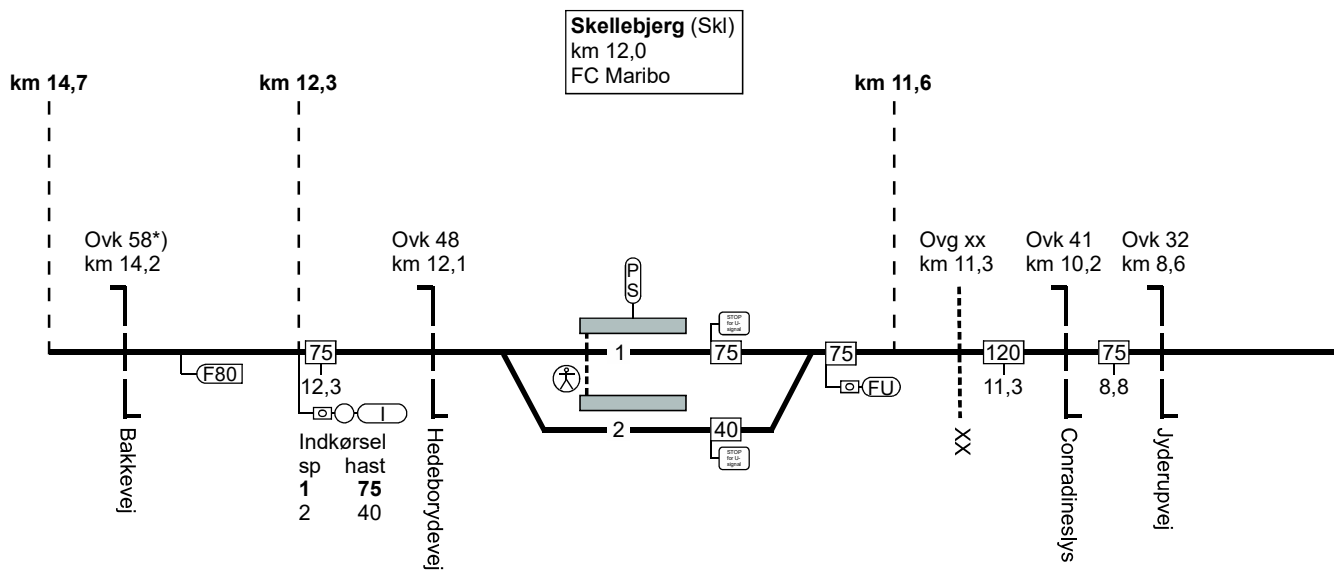 Skellebjerg (Skl)
km 12,0
FC Maribo
km 14,7
km 12,3
km 11,6
Ovk 58*)
km 14,2
Ovk 48
km 12,1
Ovg xx
km 11,3
Ovk 41
km 10,2
Ovk 32
km 8,6
P
S
STOP
for U-
signal
75
1
75
75
120
75
F80
12,3
FU
11,3
8,8
I
2
40
STOP
for U-
signal
Indkørsel
sp hast
1 75
2 40
Bakkevej
Hedeborydevej
XX
Conradineslys
Jyderupvej